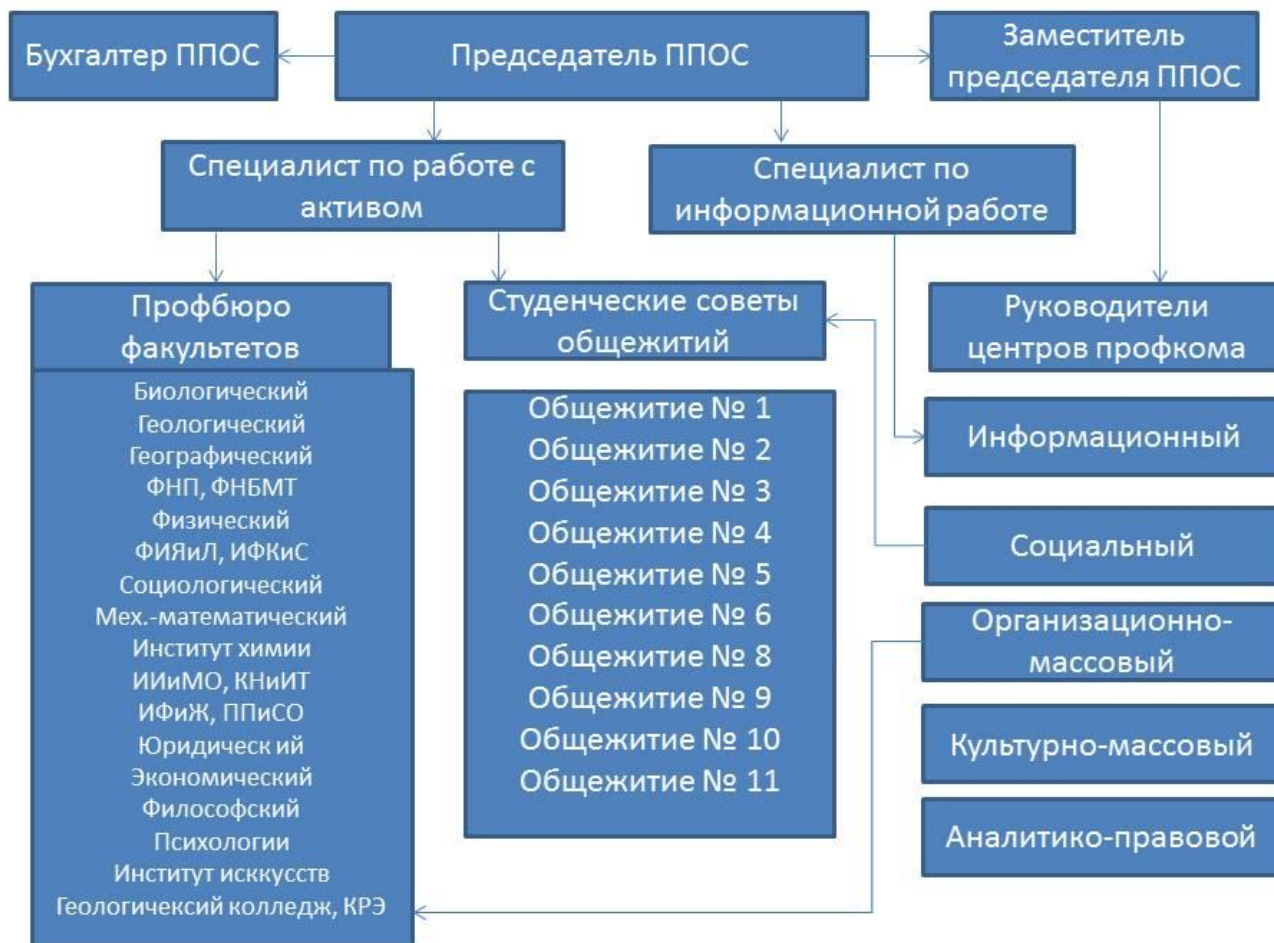 Бухгалтер ППОС
Председатель ППОС
Заместитель
председателя ППОС
Специалист по работе с
активом
Специалист по
информационной работе
Профбюро
факультетов
Студенческие советы
общежитий
Руководители
центров профкома
Биологический
Геологический
Географический
ФНП, ФНБМТ
Физический
ФИЯиЛ, ИФКиС
Социологический
Мех.-математический
Институт химии
ИИиМО, КНиИТ
ИФиЖ, ППиСО
Юридическ ий
Экономический
Философский
Психологии
Институт исккусств
Геологичексий колледж, КРЭ
Общежитие № 1
Общежитие № 2
Общежитие № 3
Общежитие № 4
Общежитие № 5
Общежитие № 6
Общежитие № 8
Общежитие № 9
Общежитие № 10
Общежитие № 11
Информационный
Социальный
Организационно-
массовый
Культурно-массовый
Аналитико-правовой